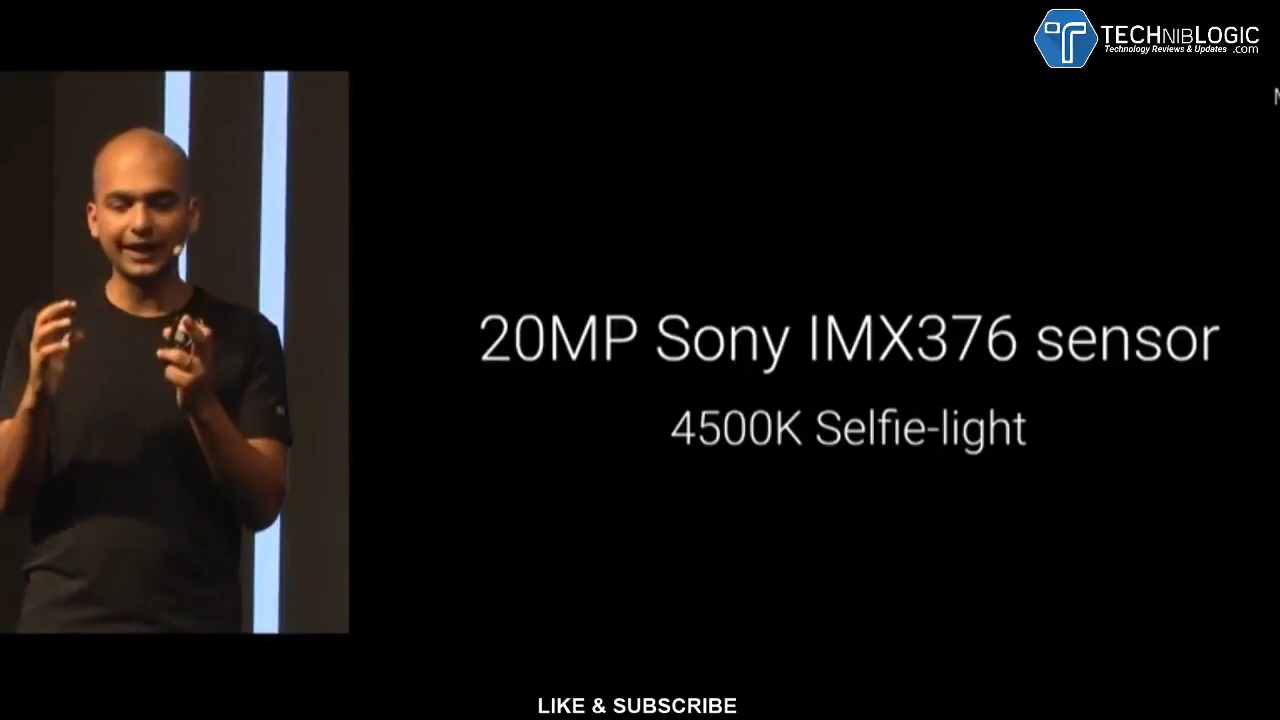 TECHNIBLOGIC
Technology Reviews & Updates .com
20MP Sony IMX376 sensor
4500K Selfie-light
LIKE & SUBSCRIBE